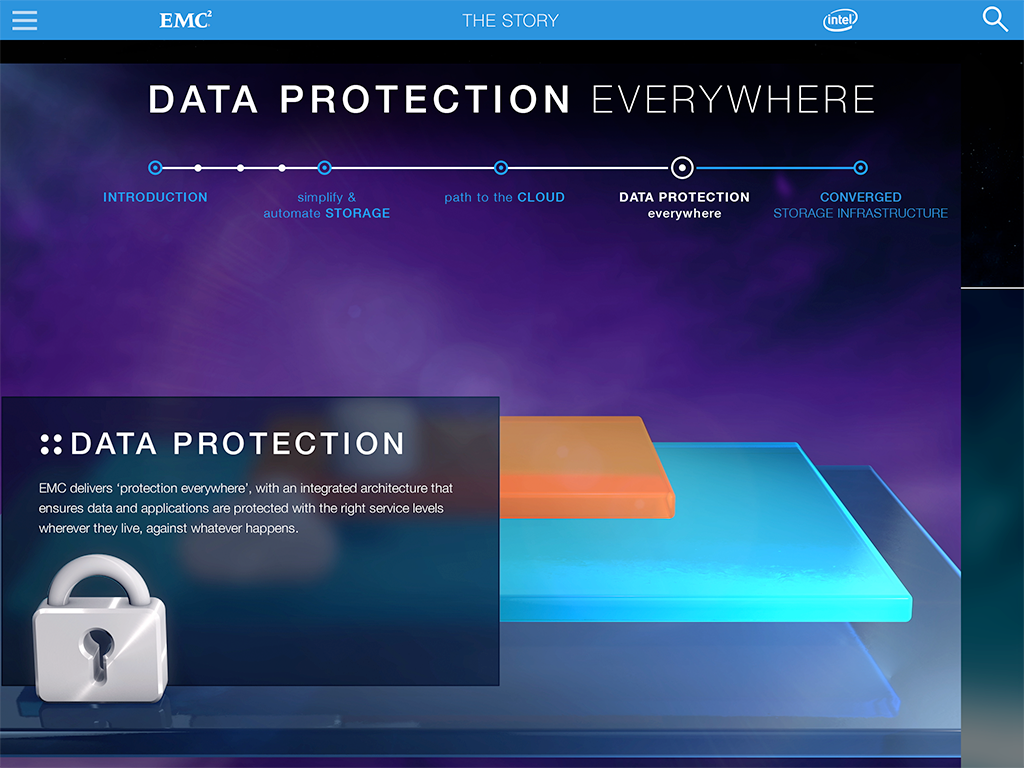 EMC²
THE STORY
intel
DATA PROTECTION EVERYWHERE
INTRODUCTION
simplify &
automate STORAGE
path to the CLOUD
DATA PROTECTION
everywhere
CONVERGED
STORAGE INFRASTRUCTURE
DATA PROTECTION
EMC delivers ‘protection everywhere’, with an integrated architecture that
ensures data and applications are protected with the right service levels
wherever they live, against whatever happens.